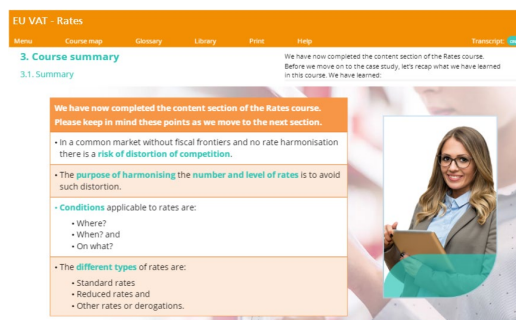 EU VAT - Rates
Menu Course map Glossary Library Print Help Transcript:
3. Course summary
3.1. Summary
We have now completed the content section of the Rates course.
Before we move on to the case study, let's recap what we have learned
in this course. We have learned:
We have now completed the content section of the Rates course.
Please keep in mind these points as we move to the next section.
• In a common market without fiscal frontiers and no rate harmonisation
there is a risk of distortion of competition.
• The purpose of harmonising the number and level of rates is to avoid
such distortion.
• Conditions applicable to rates are:
• Where?
• When? and
• On what?
• The different types of rates are:
• Standard rates
• Reduced rates and
• Other rates or derogations.